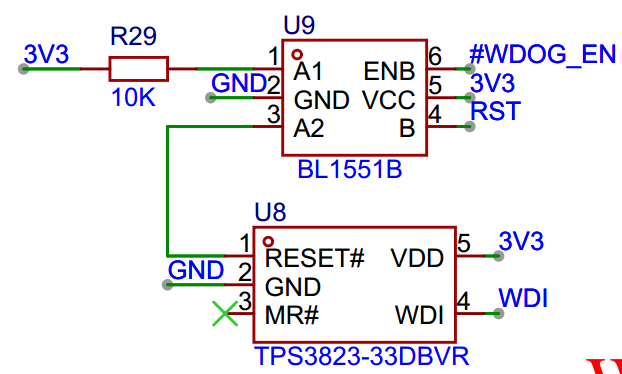 U9
R29
3V3
10K
1
A1
ENB
6
#WDOG_EN
GND
2
GND
VCC
5
3V3
3
A2
B
4
RST
BL1551B
U8
1
RESET#
VDD
5
3V3
GND
2
GND
3
MR#
WDI
4
WDI
TPS3823-33DBVR